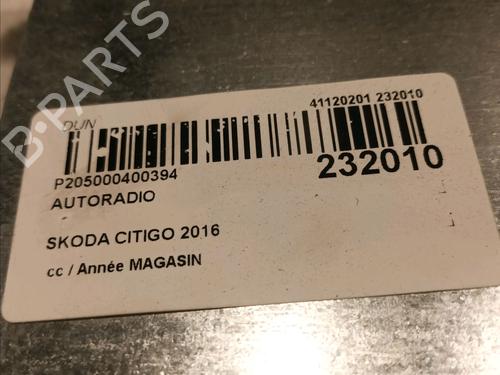 B-PARTS
DUN
41120201 232010
P205000400394
232010
AUTORADIO
SKODA CITIGO 2016
cc / Année MAGASIN